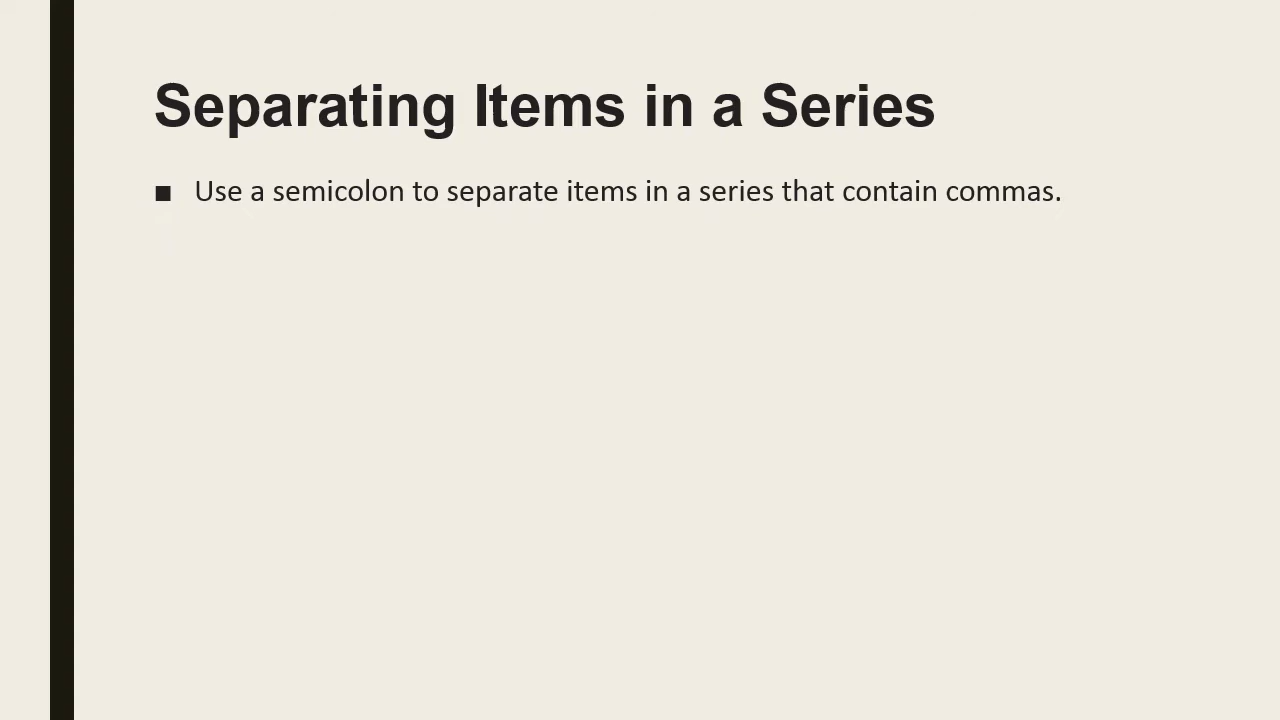 Separating Items in a Series
■ Use a semicolon to separate items in a series that contain commas.